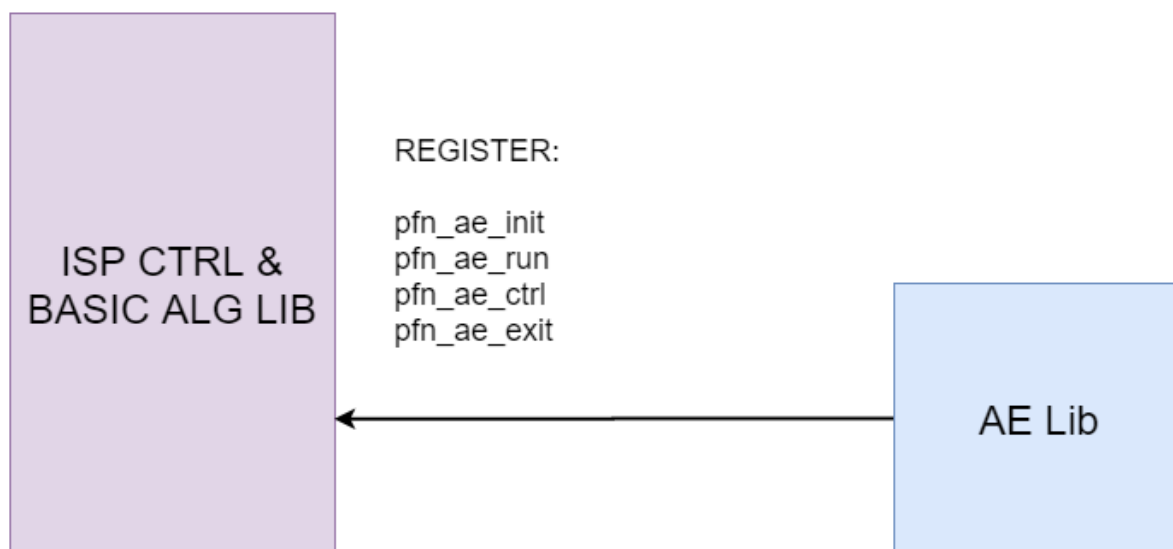 ISP CTRL &
BASIC ALG LIB
REGISTER:
pfn_ae_init
pfn_ae_run
pfn_ae_ctrl
pfn_ae_exit
AE Lib